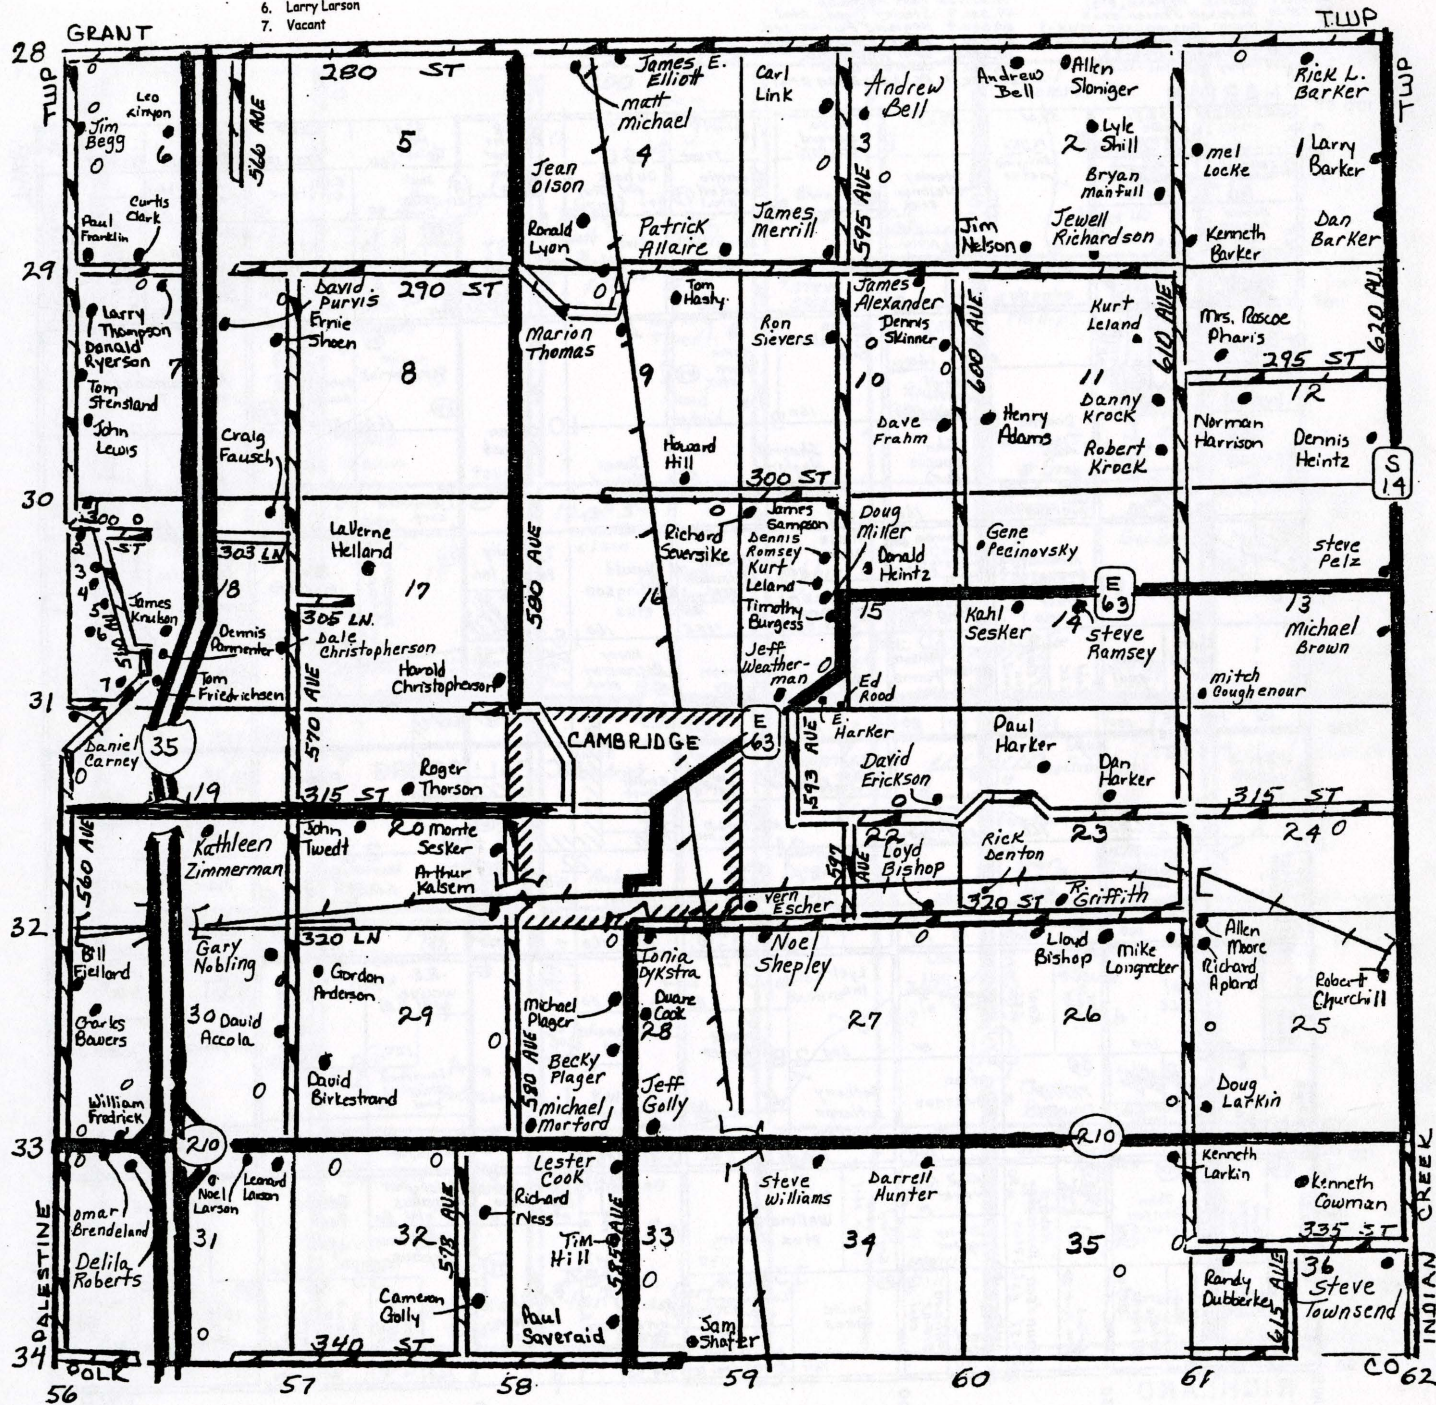 6. Larry Larson
7. Vacant
GRANT
TWP
28
TWP
TWP
280 ST
566 AVE
Leo
Kinyon
Jim
Begg
6
5
James E.
Elliott
Matt
Michael
4
Carl
Link
Andrew
Bell
3
Andrew
Bell
Allen
Sloniger
2
Lyle
Shill
Bryan
Manfull
Rick L.
Barker
Mel
Locke
1
Larry
Barker
Jean
Olson
Curtis
Clark
Paul
Franklin
Ronald
Lyon
Patrick
Allaire
James
Merrill
595 AVE
Jim
Nelson
Jewell
Richardson
Kenneth
Barker
Dan
Barker
29
290 ST
David
Purvis
Ernie
Sheen
Larry
Thompson
Donald
Ryerson
7
Tom
Stensland
John
Lewis
8
Marion
Thomas
Tom
Hashy
Ron
Sievers
9
James
Alexander
Dennis
Skinner
10
600 AVE
Kurt
Leland
610 AVE
11
Danny
Krock
Mrs. Roscoe
Pharis
620 AV.
295 ST
12
Craig
Fausch
Howard
Hill
Dave
Frahm
Henry
Adams
Robert
Krock
Norman
Harrison
Dennis
Heintz
S
14
30
300 ST
300
ST
303 LN
2
3
4
5
6
7
LaVerne
Helland
580 AVE
Richard
Seversike
James
Sampson
Dennis
Romsey
Kurt
Leland
Timothy
Burgess
Doug
Miller
Donald
Heintz
Gene
Pecinovsky
Steve
Pelz
18
17
16
15
E
63
James
Knutson
305 LN.
Dale
Christopherson
Kahl
Sesker
14
Steve
Ramsey
13
Michael
Brown
Dennis
Parmenter
Tom
Friedrichsen
Harold
Christopherson
Jeff
Weather-
man
Ed
Rood
Mitch
Coughenour
31
Daniel
Carney
35
570 AVE
CAMBRIDGE
E
63
E.
Harker
593 AVE
Paul
Harker
David
Erickson
Dan
Harker
Roger
Thorson
19
315 ST
315 ST
560 AVE
Kathleen
Zimmerman
John
Twedt
20
Monte
Sesker
Arthur
Kalsem
22
597
AVE
Loyd
Bishop
Rick
Denton
23
24
Vern
Escher
320 ST
R.
Griffith
32
320 LN
Bill
Fjelland
Gary
Nobling
Gordon
Anderson
Ionia
Dykstra
Noel
Shepley
Lloyd
Bishop
Mike
Longnecker
Allen
Moore
Richard
Apland
Robert
Churchill
Charles
Bauers
30
David
Accola
29
Michael
Plager
Duane
Cook
28
27
26
25
580 AVE
Becky
Plager
David
Birkestrand
Michael
Morford
Jeff
Golly
Doug
Larkin
William
Fredrick
33
210
210
Lester
Cook
Steve
Williams
Darrell
Hunter
Kenneth
Larkin
Kenneth
Cowman
Omar
Brendeland
Noel
Larson
Leonard
Larson
573 AVE
Richard
Ness
Tim
Hill
585 AVE
31
32
33
34
35
335 ST
36
Delila
Roberts
Cameron
Golly
Paul
Saveraid
Sam
Shafer
Randy
Dubberke
615 AVE
Steve
Townsend
PALESTINE
INDIAN CREEK
34
340 ST
POLK
CO
56
57
58
59
60
61
62